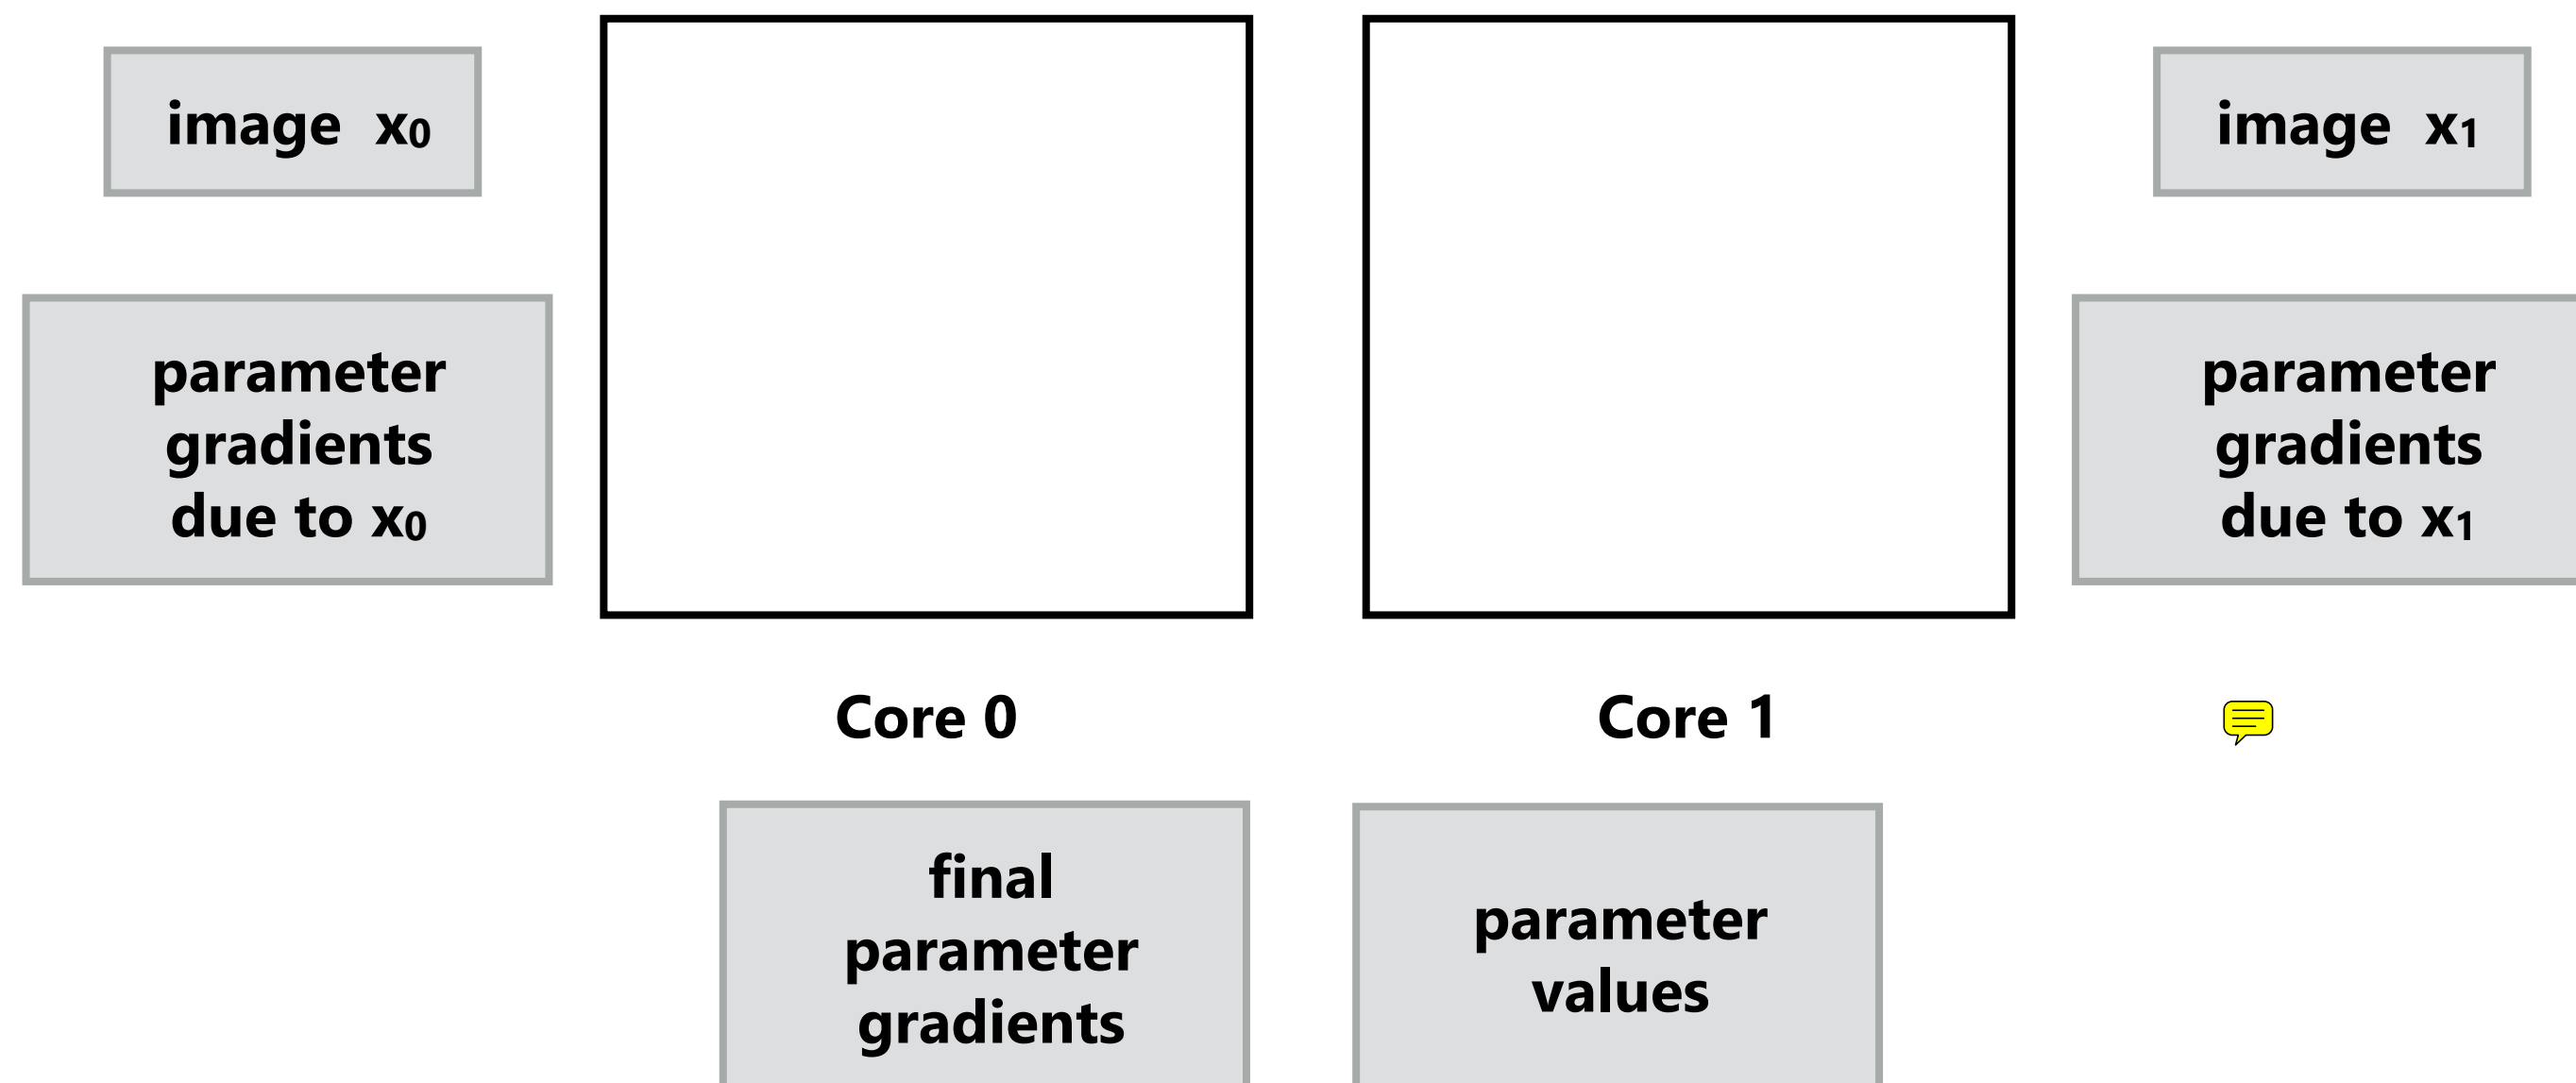 image x₀
image x₁
parameter
gradients
due to x₀
parameter
gradients
due to x₁
Core 0
Core 1
final
parameter
gradients
parameter
values